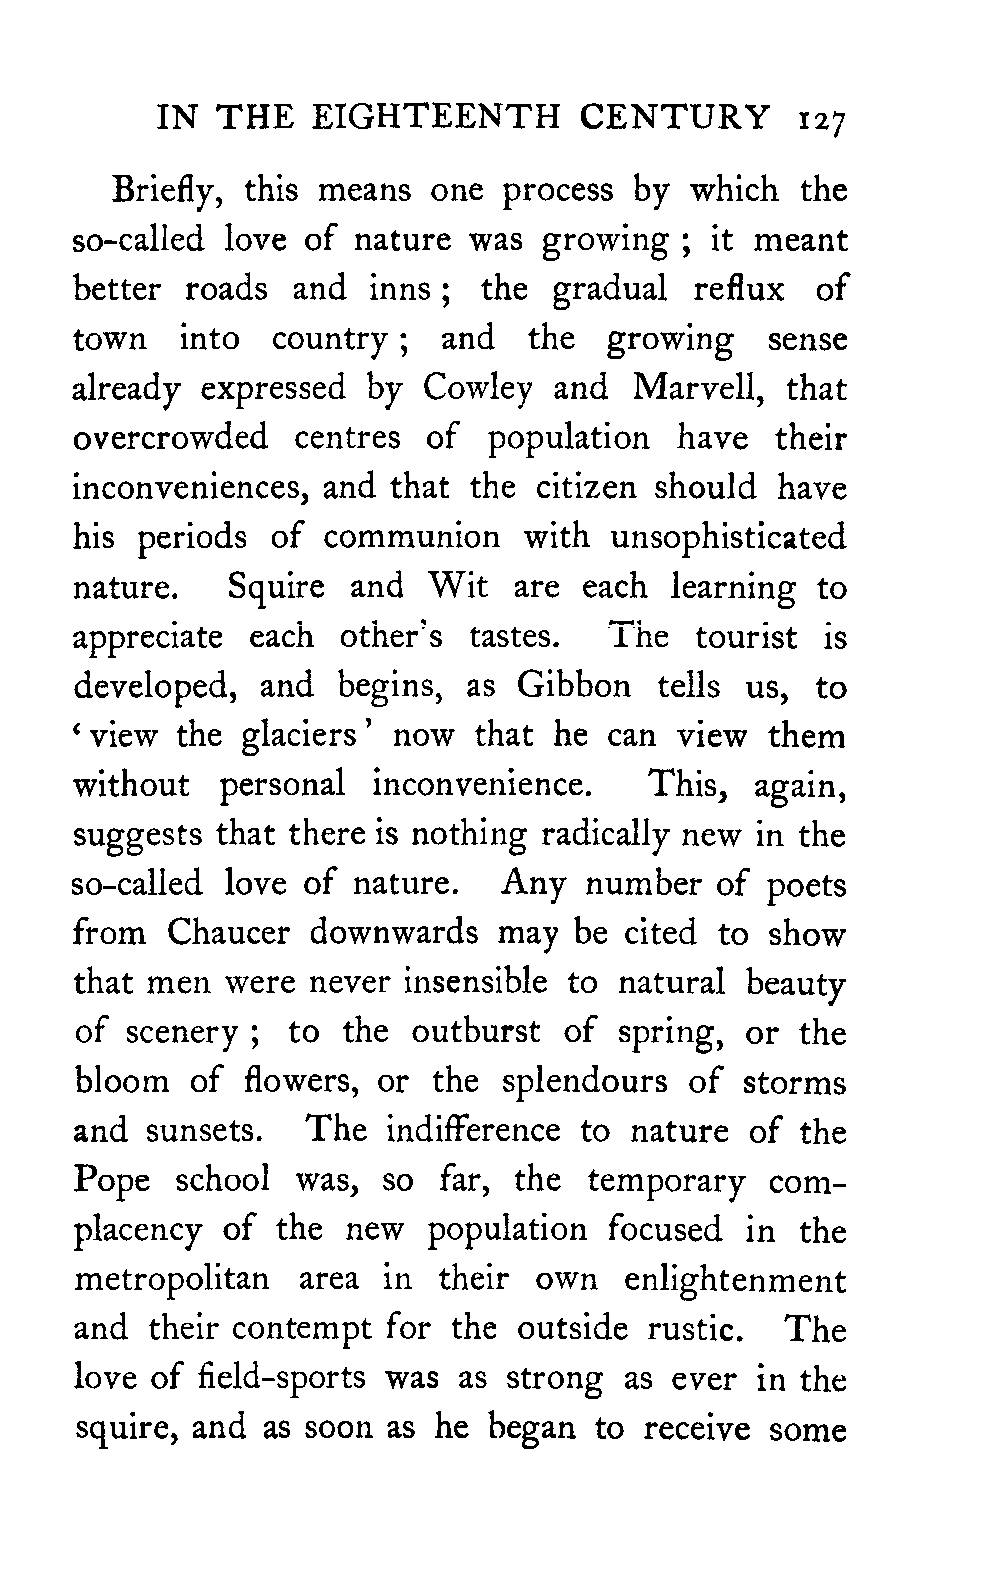 IN THE EIGHTEENTH CENTURY 127
Briefly, this means one process by which the
so-called love of nature was growing ; it meant
better roads and inns ; the gradual reflux of
town into country ; and the growing sense
already expressed by Cowley and Marvell, that
overcrowded centres of population have their
inconveniences, and that the citizen should have
his periods of communion with unsophisticated
nature. Squire and Wit are each learning to
appreciate each other's tastes. The tourist is
developed, and begins, as Gibbon tells us, to
‘ view the glaciers ’ now that he can view them
without personal inconvenience. This, again,
suggests that there is nothing radically new in the
so-called love of nature. Any number of poets
from Chaucer downwards may be cited to show
that men were never insensible to natural beauty
of scenery ; to the outburst of spring, or the
bloom of flowers, or the splendours of storms
and sunsets. The indifference to nature of the
Pope school was, so far, the temporary com-
placency of the new population focused in the
metropolitan area in their own enlightenment
and their contempt for the outside rustic. The
love of field-sports was as strong as ever in the
squire, and as soon as he began to receive some